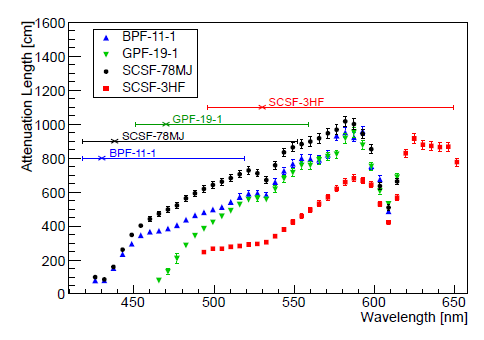 Attenuation Length [cm]
1600
1400
1200
1000
800
600
400
200
0
BPF-11-1
GPF-19-1
SCSF-78MJ
SCSF-3HF
SCSF-3HF
GPF-19-1
SCSF-78MJ
BPF-11-1
450
500
550
600
650
Wavelength [nm]